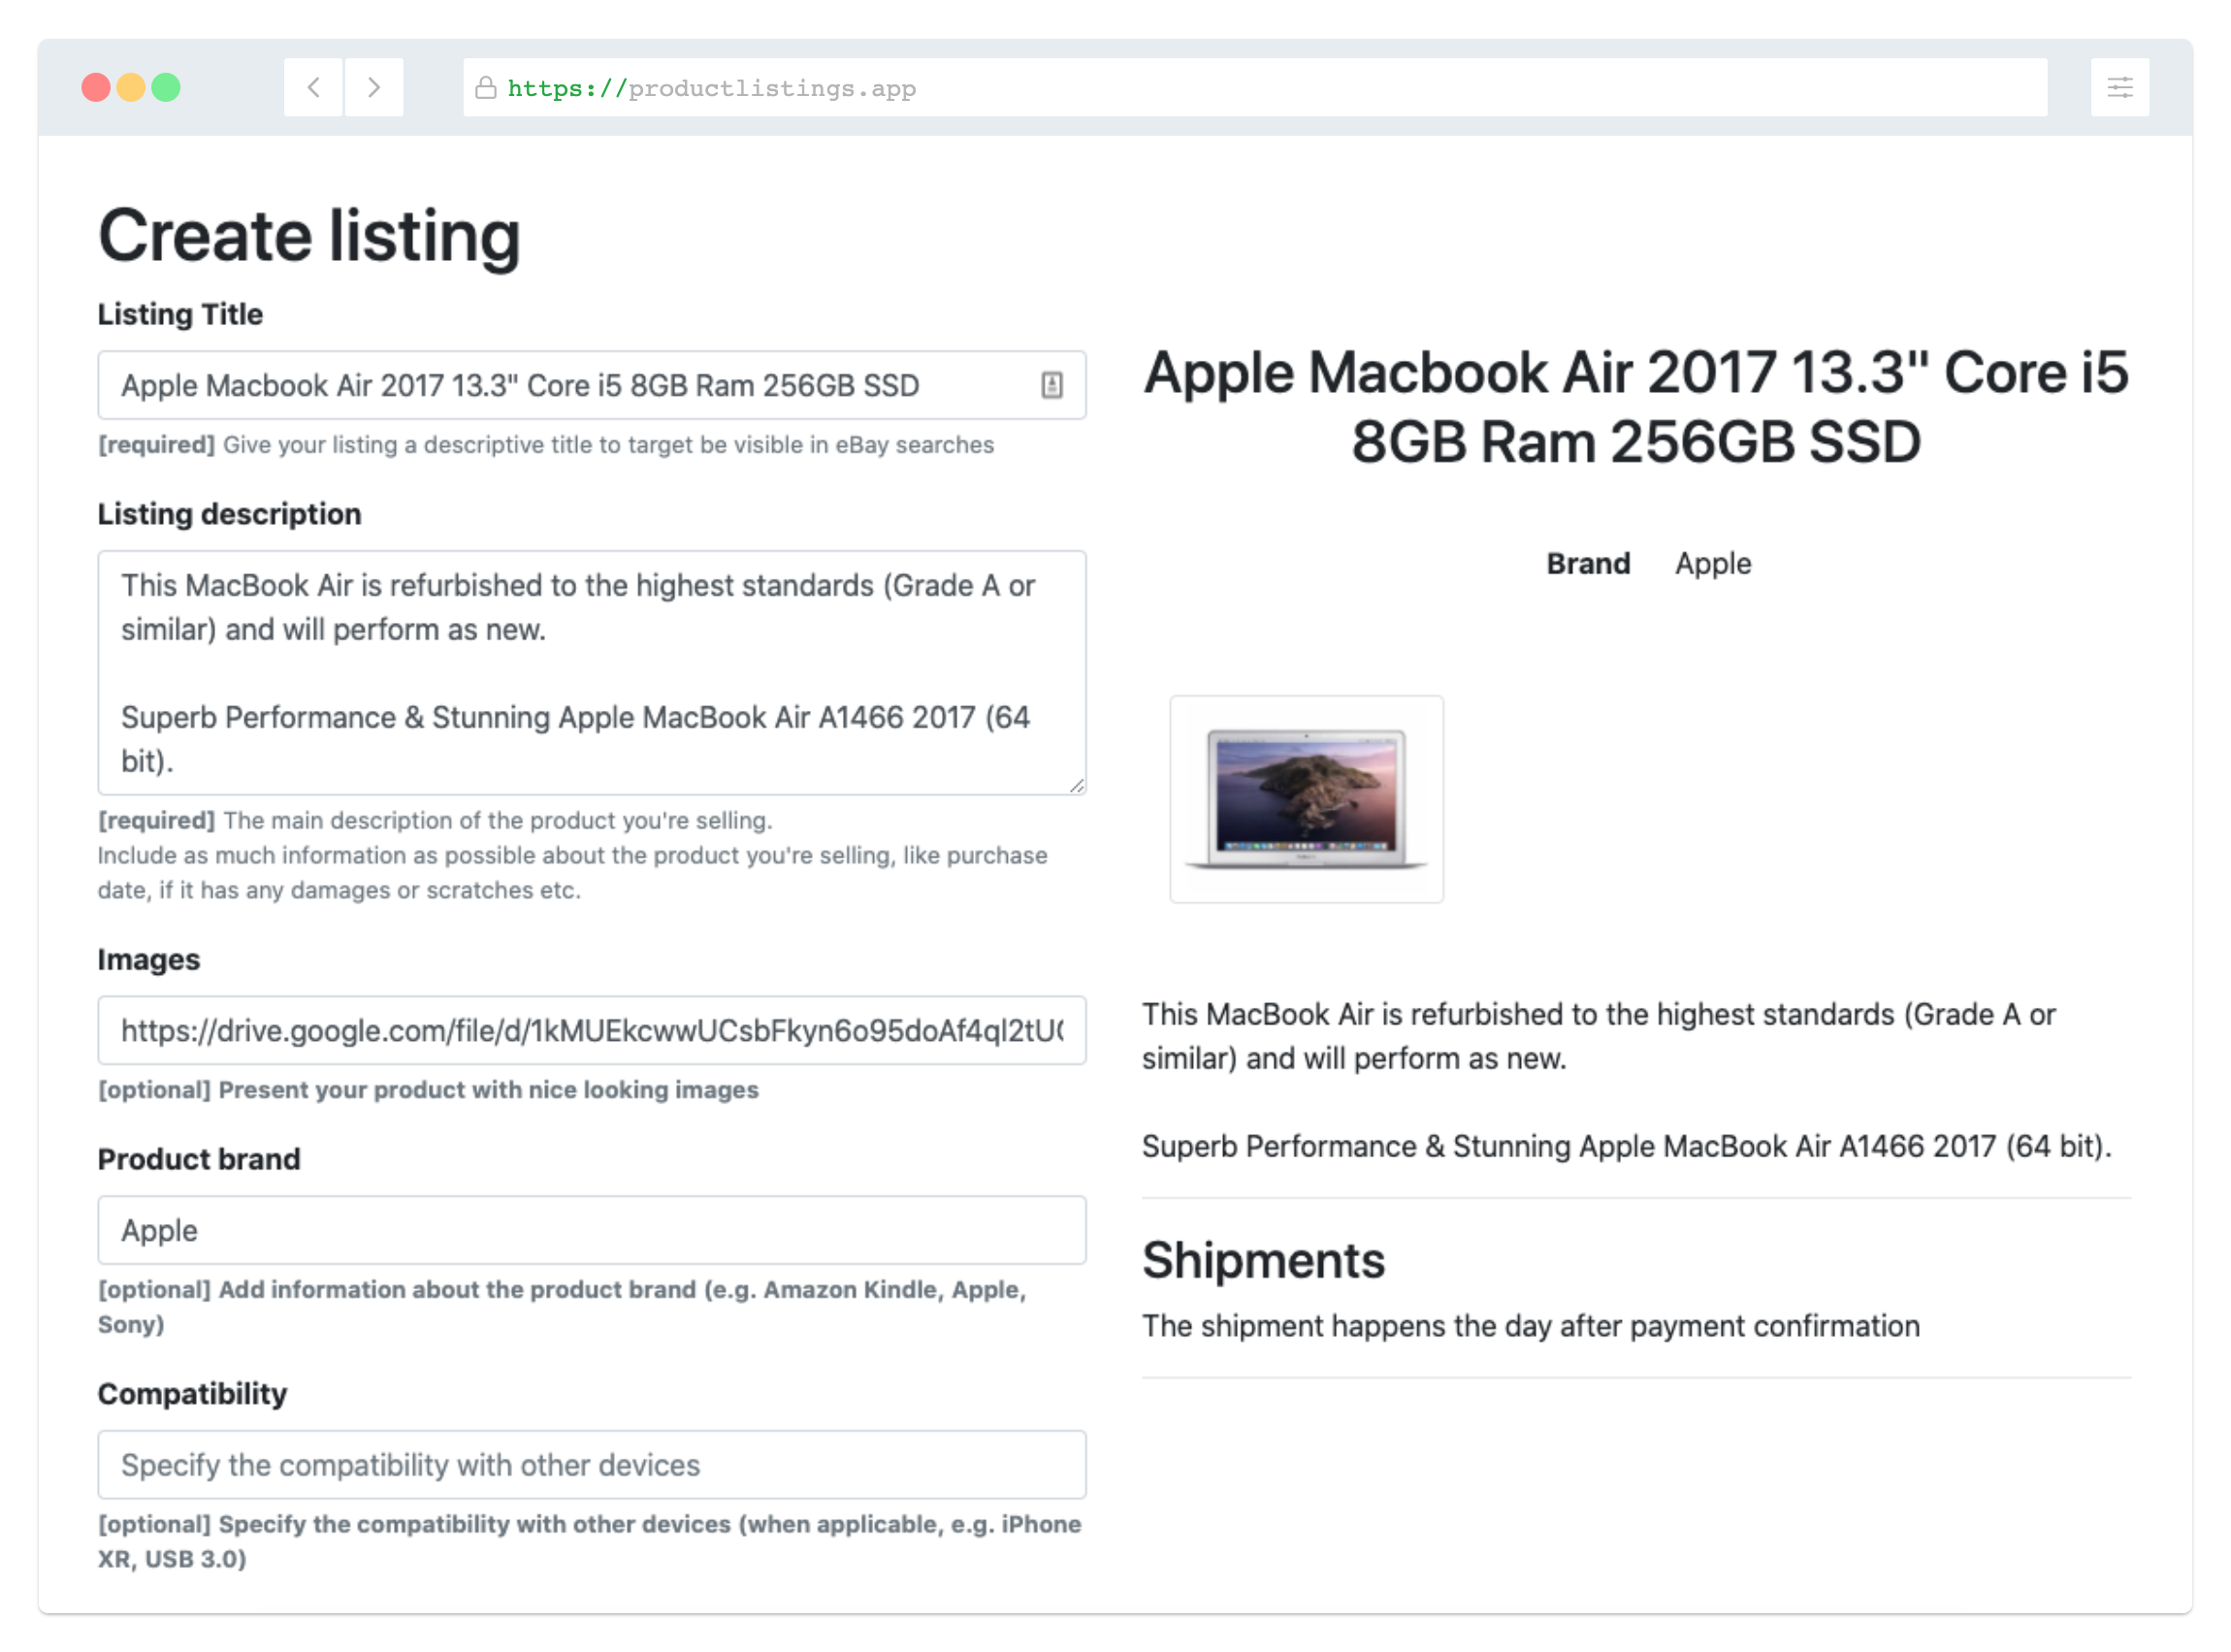 https://productlistings.app
Create listing
Listing Title
Apple Macbook Air 2017 13.3" Core i5 8GB Ram 256GB SSD
[required] Give your listing a descriptive title to target be visible in eBay searches
Listing description
This MacBook Air is refurbished to the highest standards (Grade A or
similar) and will perform as new.
Superb Performance & Stunning Apple MacBook Air A1466 2017 (64
bit).
[required] The main description of the product you're selling.
Include as much information as possible about the product you're selling, like purchase
date, if it has any damages or scratches etc.
Images
https://drive.google.com/file/d/1kMUEkcwwUCsbFkyn6o95doAf4ql2tU
[optional] Present your product with nice looking images
Product brand
Apple
[optional] Add information about the product brand (e.g. Amazon Kindle, Apple,
Sony)
Compatibility
Specify the compatibility with other devices
[optional] Specify the compatibility with other devices (when applicable, e.g. iPhone
XR, USB 3.0)
Apple Macbook Air 2017 13.3" Core i5
8GB Ram 256GB SSD
Brand Apple
This MacBook Air is refurbished to the highest standards (Grade A or
similar) and will perform as new.
Superb Performance & Stunning Apple MacBook Air A1466 2017 (64 bit).
Shipments
The shipment happens the day after payment confirmation